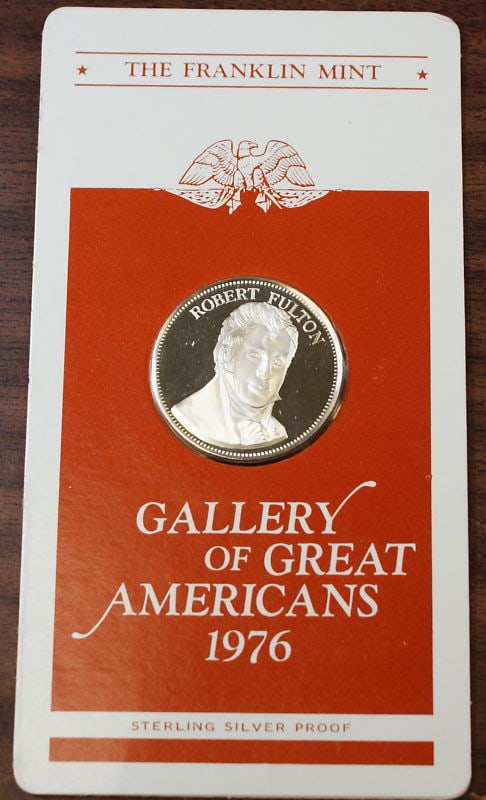 THE FRANKLIN MINT
ROBERT FULTON
GALLERY
OF GREAT
AMERICANS
1976
STERLING SILVER PROOF